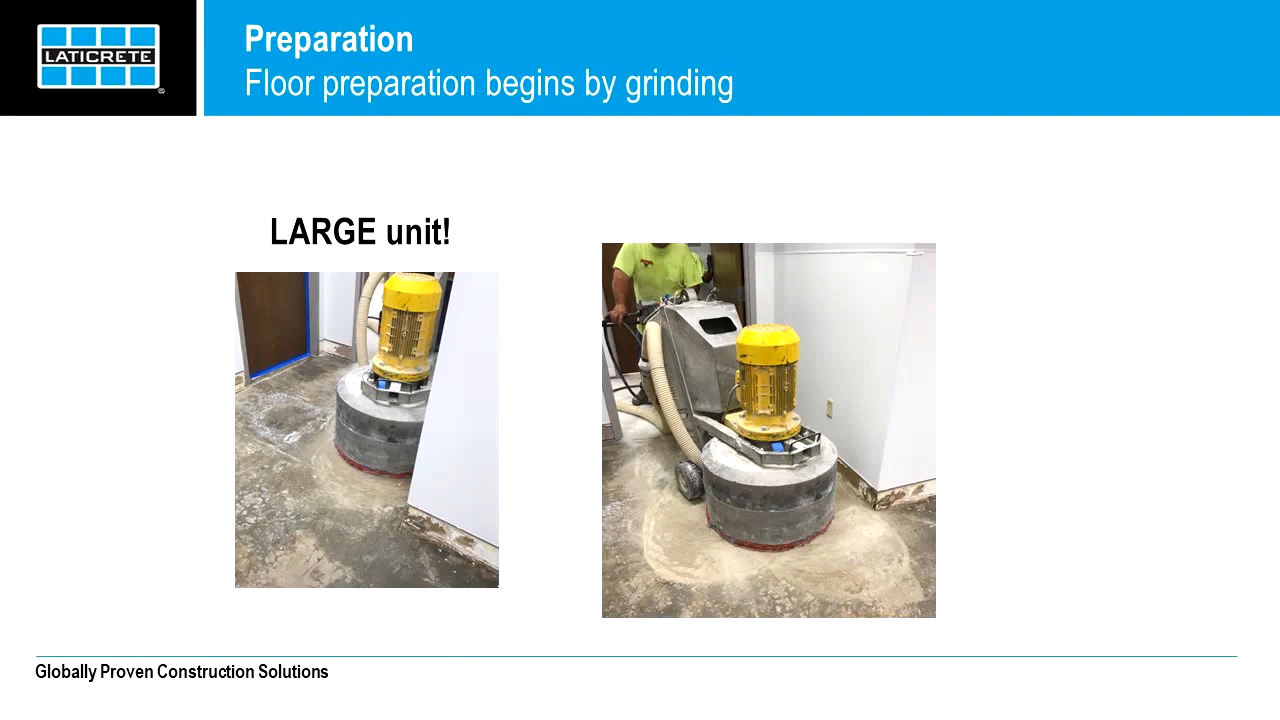 LATICRETE
®
Preparation
Floor preparation begins by grinding
LARGE unit!
Globally Proven Construction Solutions